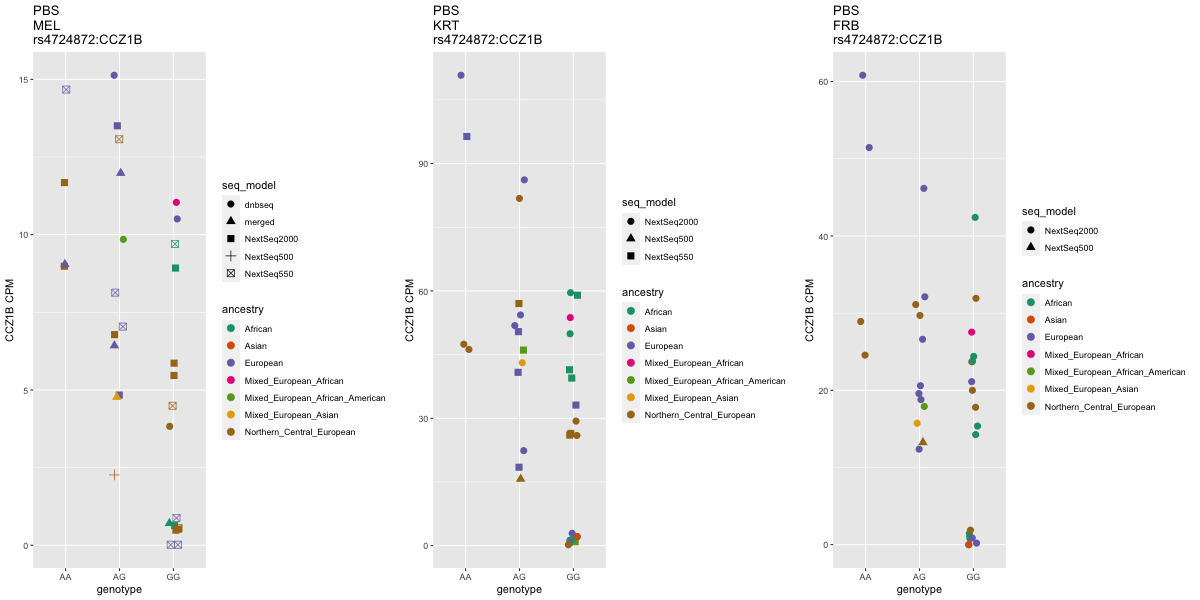 PBS
MEL
rs4724872:CCZ1B
CCZ1B CPM
15
10
5
0
AA
AG
GG
genotype
seq_model
dnbseq
merged
NextSeq2000
NextSeq500
NextSeq550
ancestry
African
Asian
European
Mixed_European_African
Mixed_European_African_American
Mixed_European_Asian
Northern_Central_European
PBS
KRT
rs4724872:CCZ1B
CCZ1B CPM
90
60
30
0
AA
AG
GG
genotype
seq_model
NextSeq2000
NextSeq500
NextSeq550
ancestry
African
Asian
European
Mixed_European_African
Mixed_European_African_American
Mixed_European_Asian
Northern_Central_European
PBS
FRB
rs4724872:CCZ1B
CCZ1B CPM
60
40
20
0
AA
AG
GG
genotype
seq_model
NextSeq2000
NextSeq500
ancestry
African
Asian
European
Mixed_European_African
Mixed_European_African_American
Mixed_European_Asian
Northern_Central_European